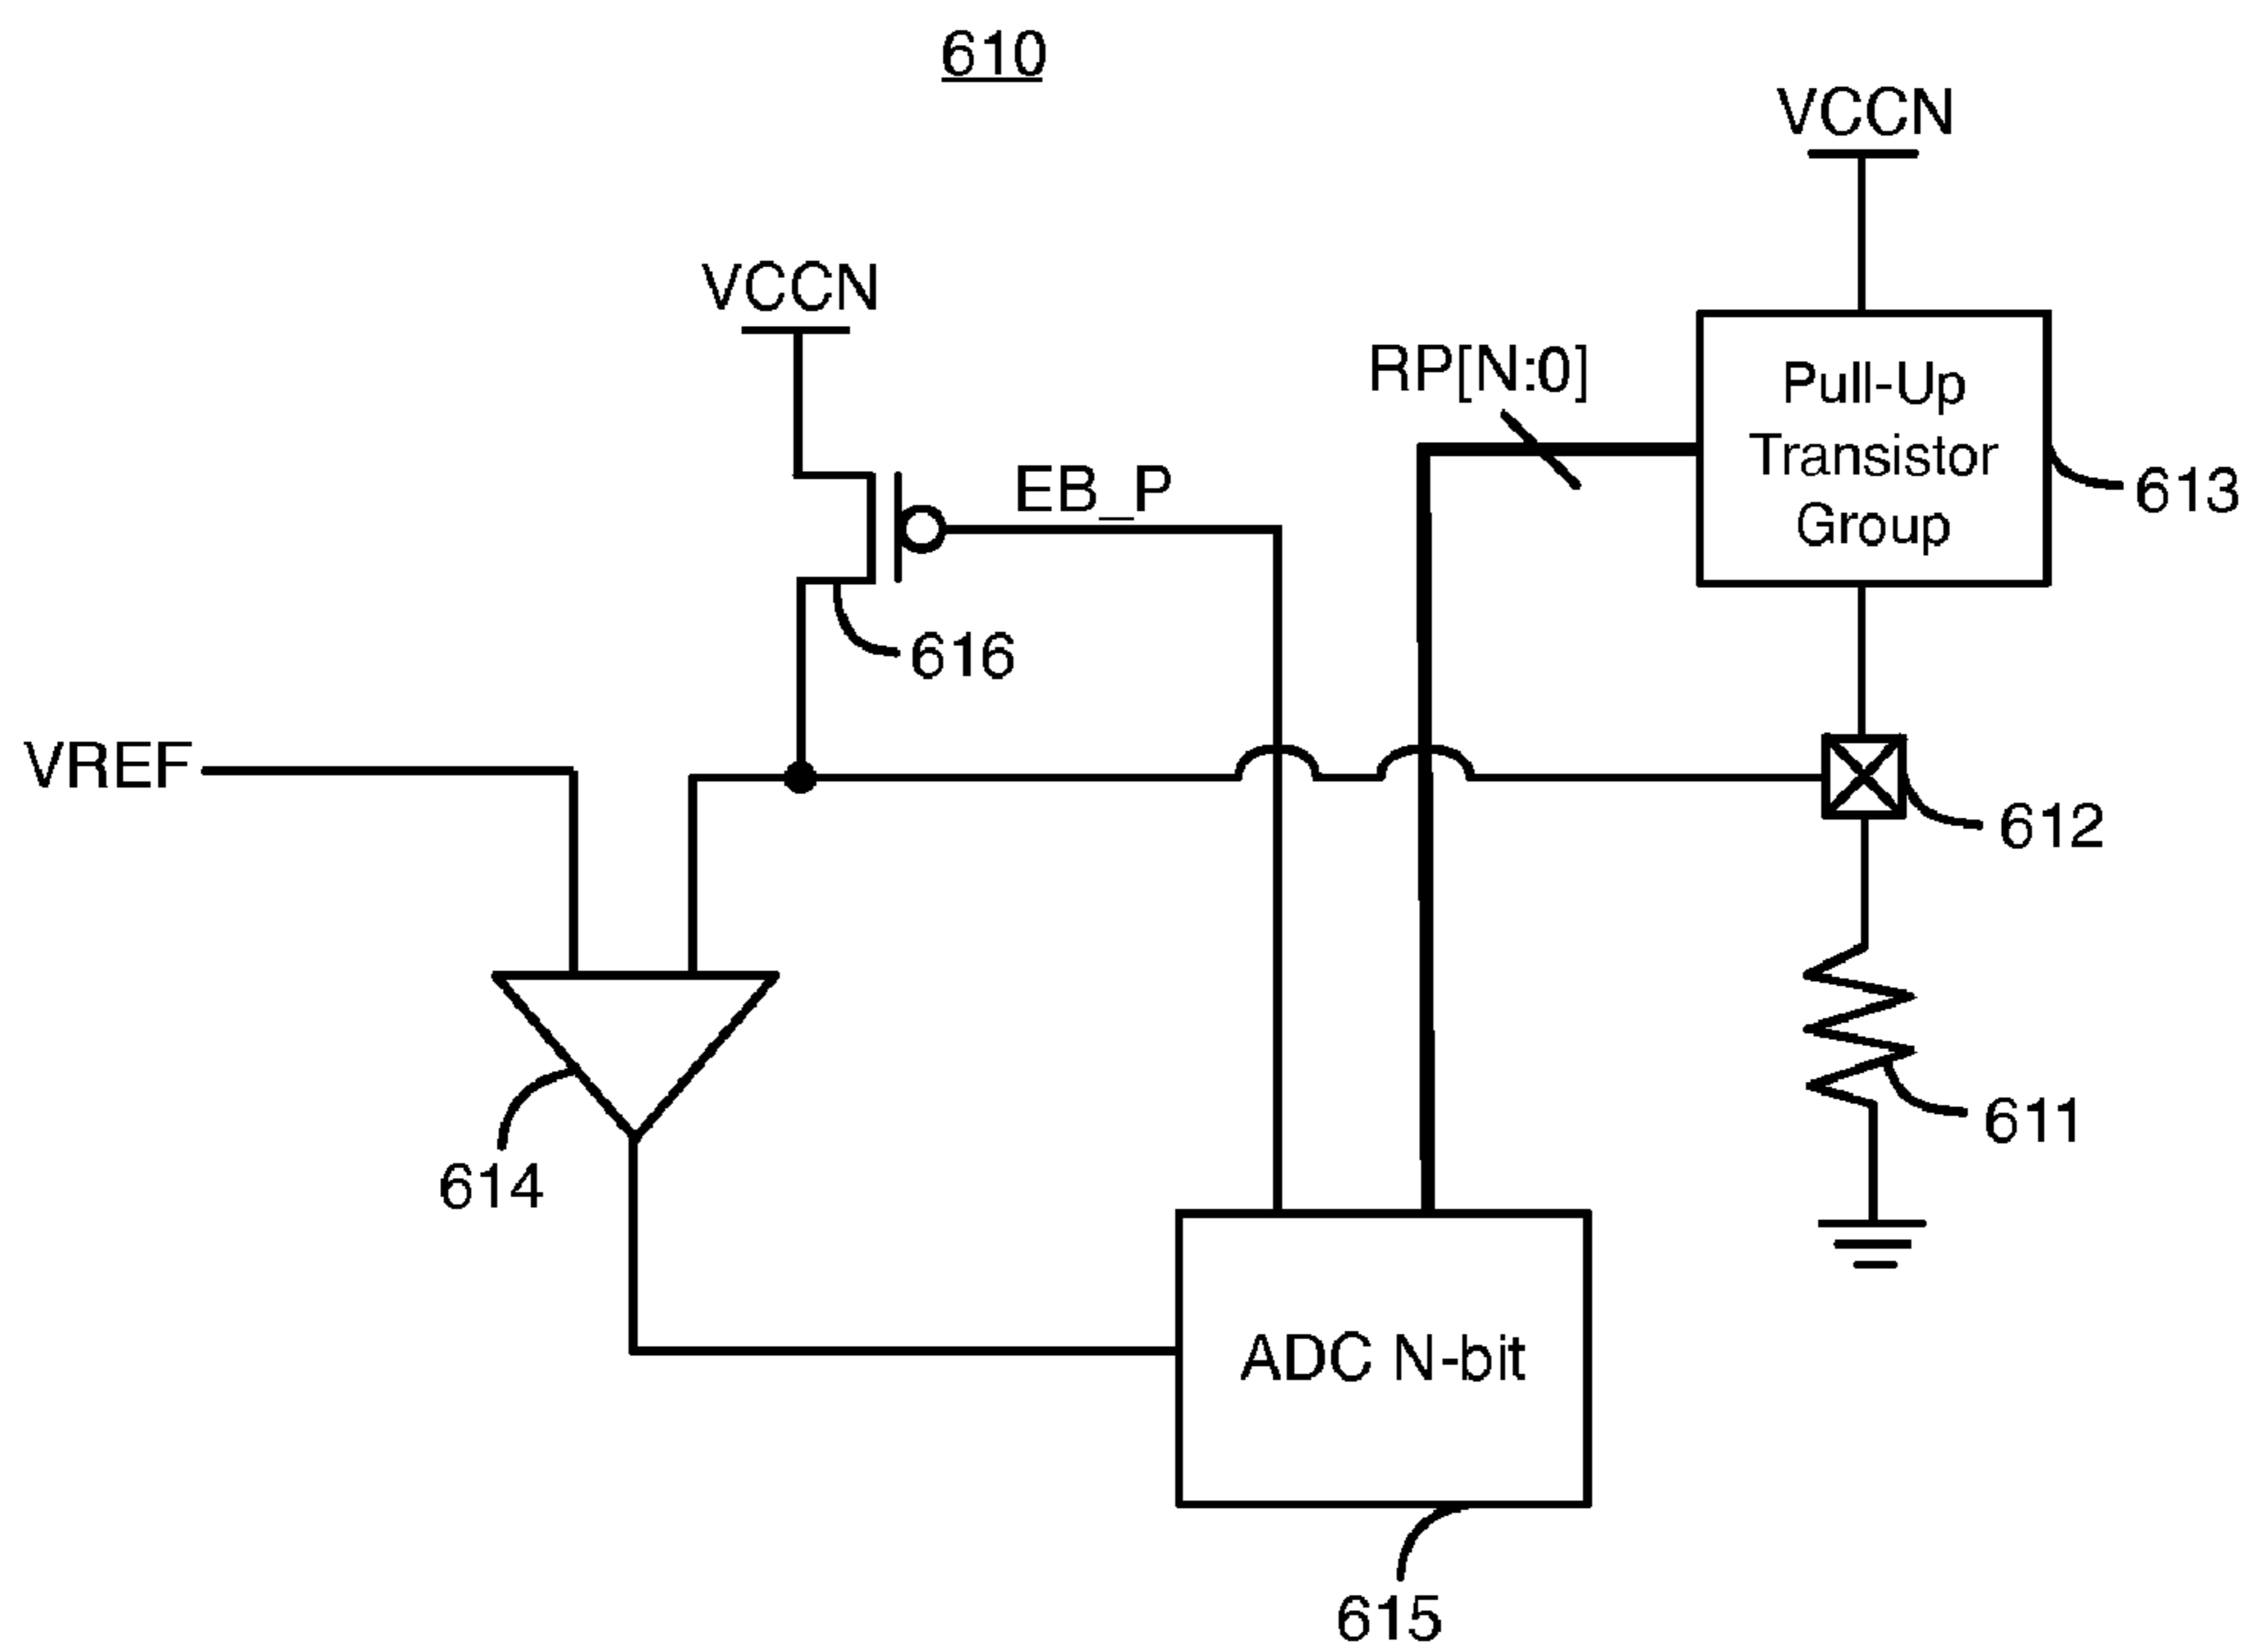 610
VCCN
VCCN
RP[N:0]
Pull-Up
Transistor
Group
EB_P
613
616
VREF
612
611
614
ADC N-bit
615